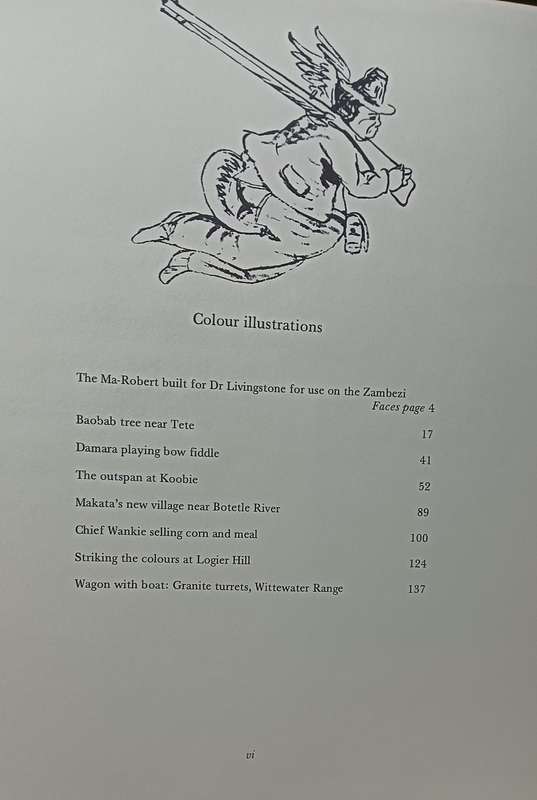 Colour illustrations
The Ma-Robert built for Dr Livingstone for use on the Zambezi
Faces page 4
Baobab tree near Tete 17
Damara playing bow fiddle 41
The outspan at Koobie 52
Makata's new village near Botetle River 89
Chief Wankie selling corn and meal 100
Striking the colours at Logier Hill 124
Wagon with boat: Granite turrets, Wittewater Range 137
vi